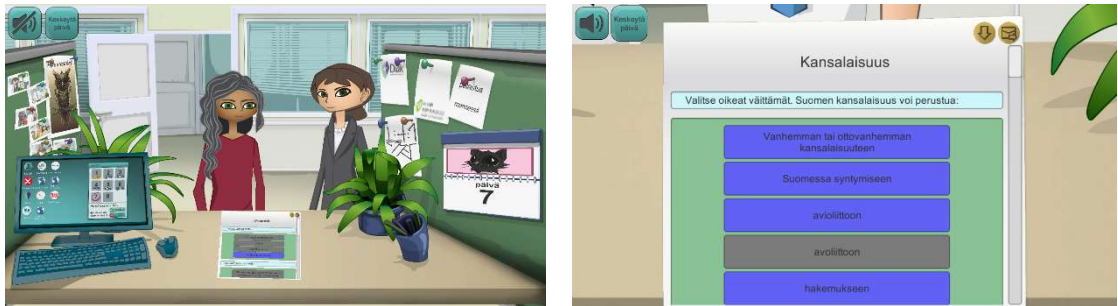 Keskeytä
päivä
päivä
7
Keskeytä
päivä
Kansalaisuus
Valitse oikeat väittämät. Suomen kansalaisuus voi perustua:
Vanhemman tai ottovanhemman
kansalaisuuteen
Suomessa syntymiseen
avioliittoon
avoliittoon
hakemukseen